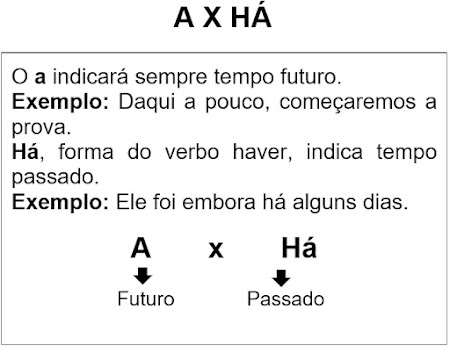 A X HÁ
O a indicará sempre tempo futuro.
Exemplo: Daqui a pouco, começaremos a
prova.
Há, forma do verbo haver, indica tempo
passado.
Exemplo: Ele foi embora há alguns dias.
A x Há
Futuro Passado